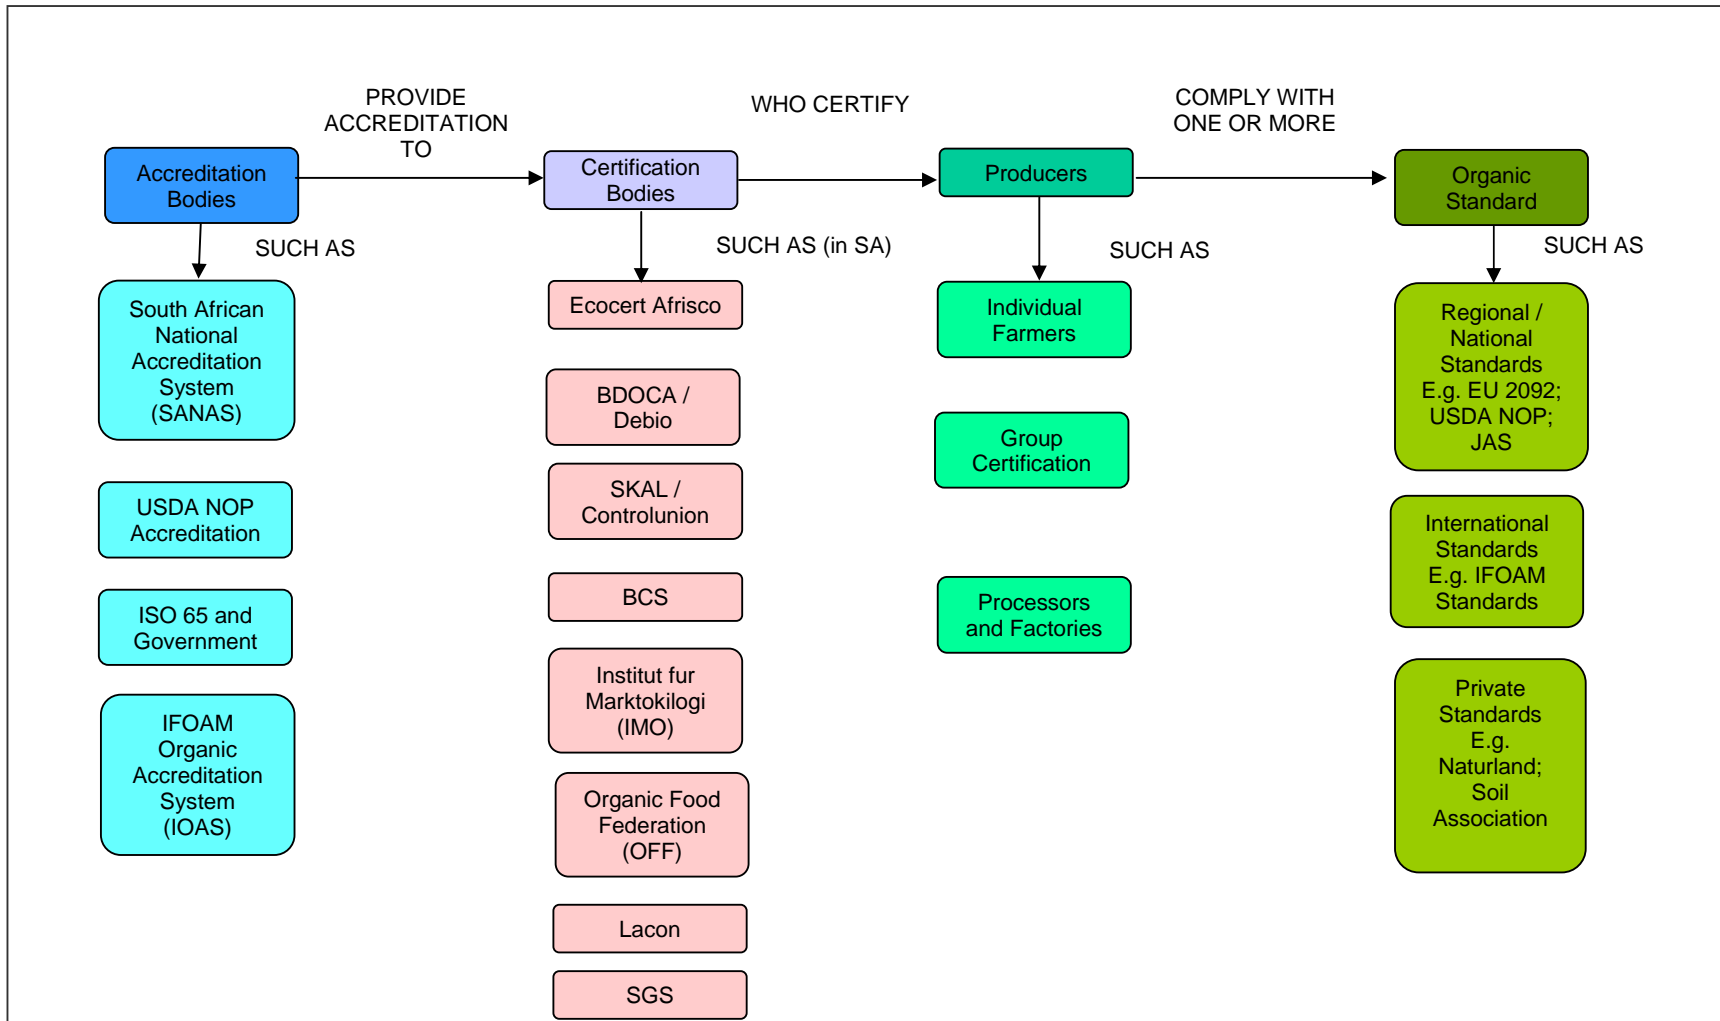 PROVIDE
ACCREDITATION
TO
WHO CERTIFY
COMPLY WITH
ONE OR MORE
Accreditation
Bodies
Certification
Bodies
Producers
Organic
Standard
SUCH AS
SUCH AS (in SA)
SUCH AS
SUCH AS
South African
National
Accreditation
System
(SANAS)
USDA NOP
Accreditation
ISO 65 and
Government
IFOAM
Organic
Accreditation
System
(IOAS)
Ecocert Afrisco
BDOCA /
Debio
SKAL /
Controlunion
BCS
Institut fur
Marktokilogi
(IMO)
Organic Food
Federation
(OFF)
Lacon
SGS
Individual
Farmers
Group
Certification
Processors
and Factories
Regional /
National
Standards
E.g. EU 2092;
USDA NOP;
JAS
International
Standards
E.g. IFOAM
Standards
Private
Standards
E.g.
Naturland;
Soil
Association